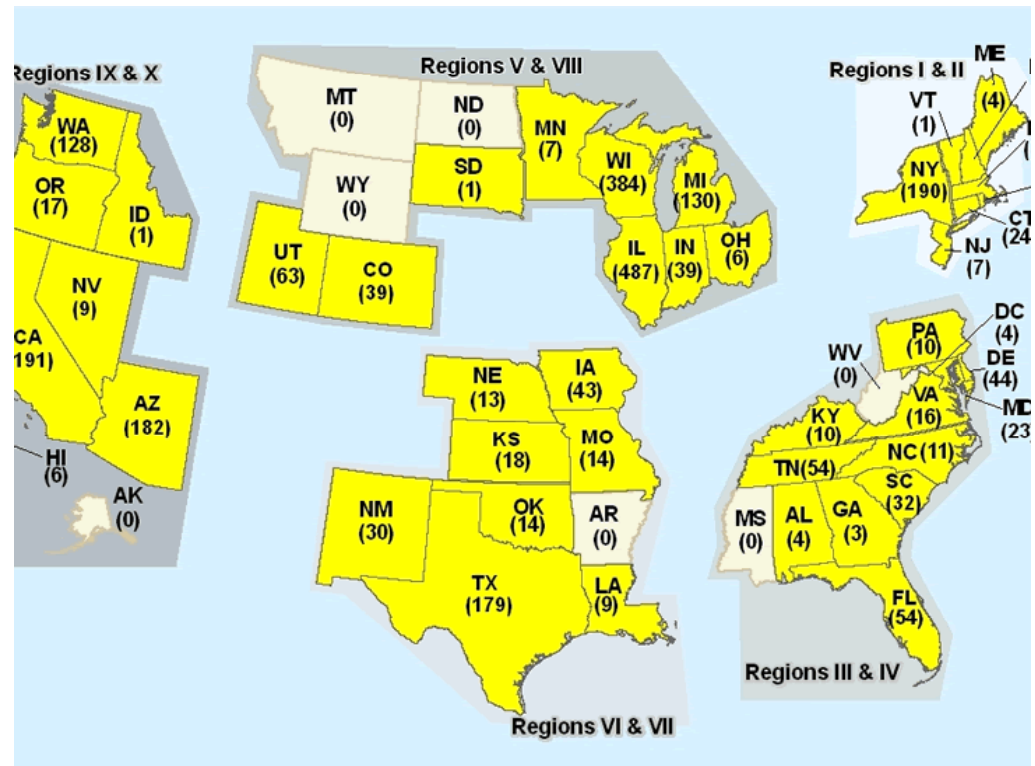 Regions IX & X
WA
(128)
OR
(17)
ID
(1)
NV
(9)
CA
191)
AZ
(182)
HI
(6)
AK
(0)
Regions V & VIII
MT
(0)
ND
(0)
MN
(7)
SD
(1)
WY
(0)
WI
(384)
MI
(130)
UT
(63)
CO
(39)
IL
(487)
IN
(39)
OH
(6)
Regions I & II
ME
(4)
VT
(1)
NY
(190)
CT
(24
NJ
(7)
NE
(13)
IA
(43)
KS
(18)
MO
(14)
NM
(30)
OK
(14)
AR
(0)
TX
(179)
LA
(9)
Regions VI & VII
PA
(10)
DC
(4)
WV
(0)
DE
(44)
VA
(16)
MD
(23
KY
(10)
TN(54)
NC(11)
SC
(32)
MS
(0)
AL
(4)
GA
(3)
FL
(54)
Regions III & IV